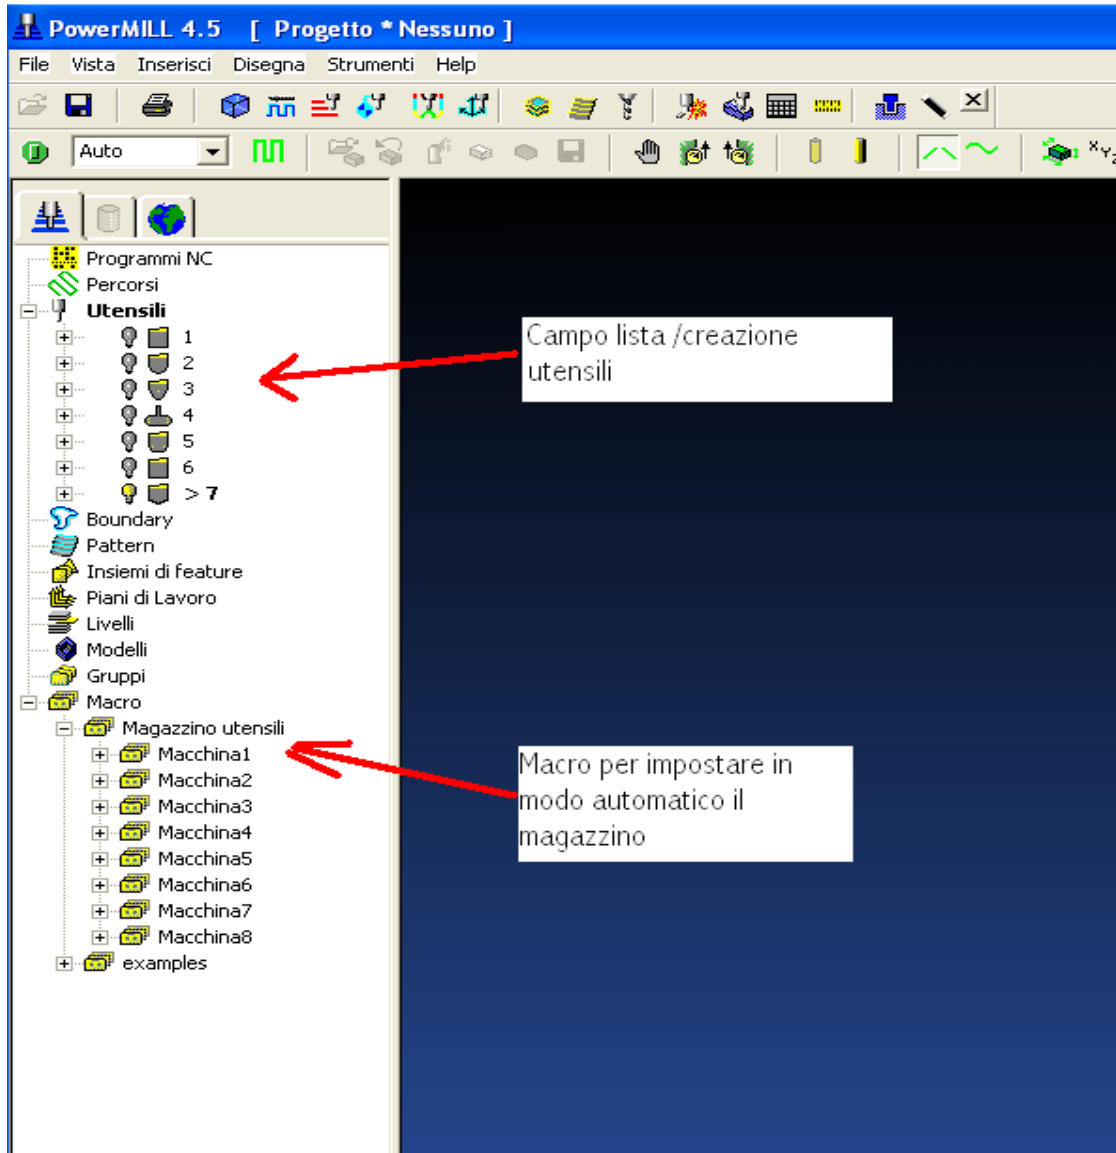 PowerMILL 4.5 [ Progetto * Nessuno ]
File Vista Inserisci Disegna Strumenti Help
Auto
Programmi NC
Percorsi
Utensili
1
2
3
4
5
6
> 7
Boundary
Pattern
Insiemi di feature
Piani di Lavoro
Livelli
Modelli
Gruppi
Macro
Magazzino utensili
Macchina1
Macchina2
Macchina3
Macchina4
Macchina5
Macchina6
Macchina7
Macchina8
examples
Campo lista /creazione
utensili
Macro per impostare in
modo automatico il
magazzino